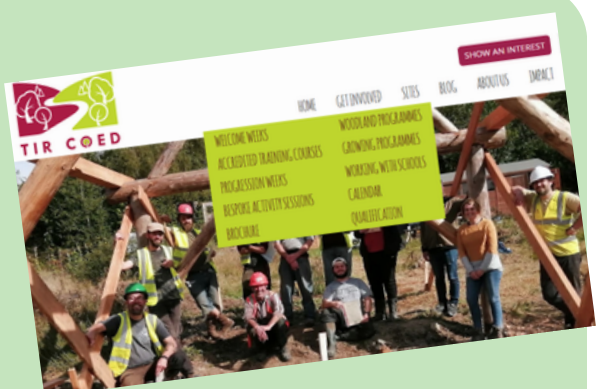 SHOW AN INTEREST
TIR COED
HOME GET INVOLVED SITES BLOG ABOUT US IMPACT
WELCOME WEEKS
ACCREDITED TRAINING COURSES
PROGRESSION WEEKS
BESPOKE ACTIVITY SESSIONS
BROCHURE
WOODLAND PROGRAMMES
GROWING PROGRAMMES
WORKING WITH SCHOOLS
CALENDAR
QUALIFICATION